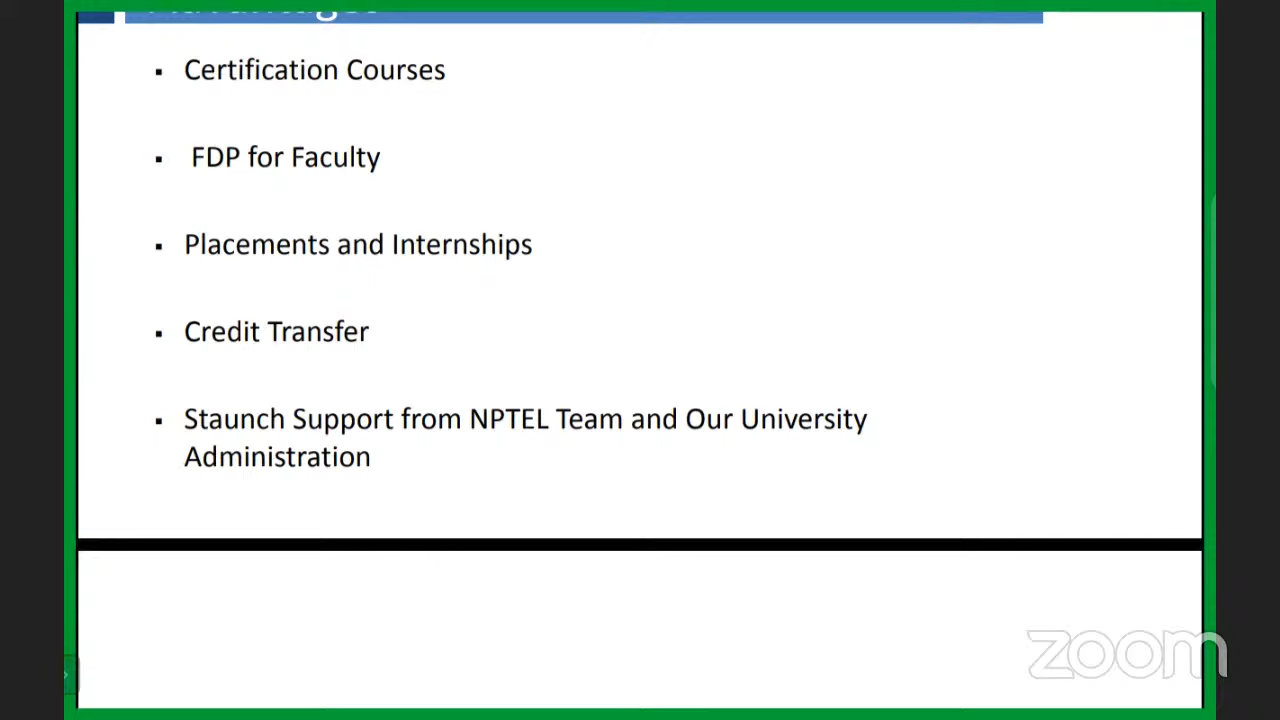 Certification Courses
FDP for Faculty
Placements and Internships
Credit Transfer
Staunch Support from NPTEL Team and Our University
Administration
zoom